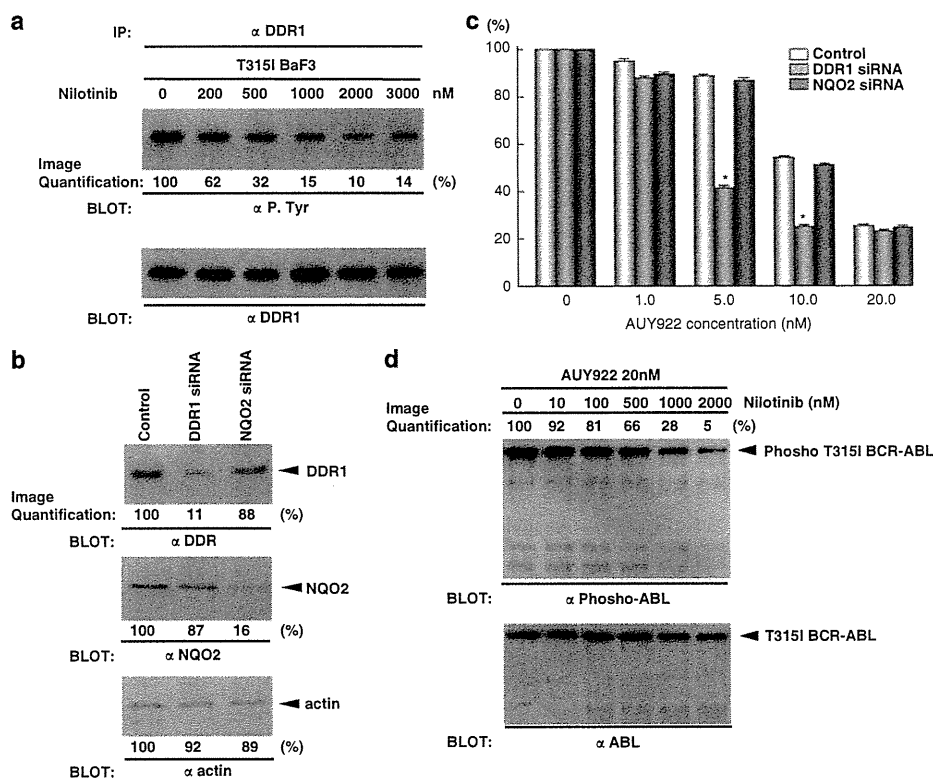 a
IP: α DDR1
T315I BaF3
Nilotinib 0 200 500 1000 2000 3000 nM
Image
Quantification: 100 62 32 15 10 14 (%)
BLOT: α P. Tyr
BLOT: α DDR1
b
Control DDR1 siRNA NQO2 siRNA
DDR1
Image
Quantification: 100 11 88 (%)
BLOT: α DDR
NQO2
100 87 16 (%)
BLOT: α NQO2
actin
100 92 89 (%)
BLOT: α actin
c
(%)
100
80
60
40
20
0
Control
DDR1 siRNA
NQO2 siRNA
* *
0 1.0 5.0 10.0 20.0
AUY922 concentration (nM)
d
AUY922 20nM
0 10 100 500 1000 2000 Nilotinib (nM)
Image
Quantification: 100 92 81 66 28 5 (%)
Phosho T315I BCR-ABL
BLOT: α Phosho-ABL
T315I BCR-ABL
BLOT: α ABL